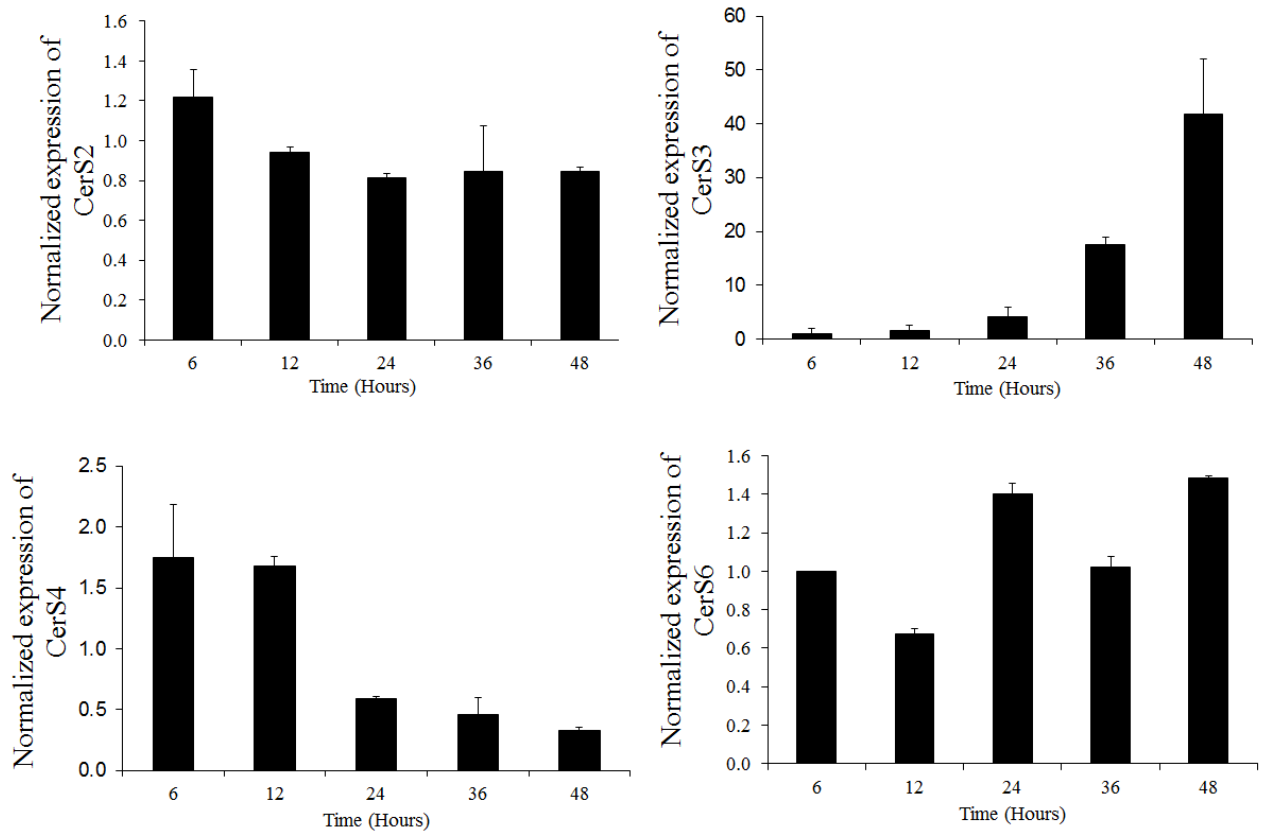 Normalized expression of
CerS2
1.6
1.4
1.2
1.0
0.8
0.6
0.4
0.2
0.0
6 12 24 36 48
Time (Hours)
Normalized expression of
CerS3
60
50
40
30
20
10
0
6 12 24 36 48
Time (Hours)
Normalized expression of
CerS4
2.5
2.0
1.5
1.0
0.5
0.0
6 12 24 36 48
Time (Hours)
Normalized expression of
CerS6
1.6
1.4
1.2
1.0
0.8
0.6
0.4
0.2
0.0
6 12 24 36 48
Time (Hours)